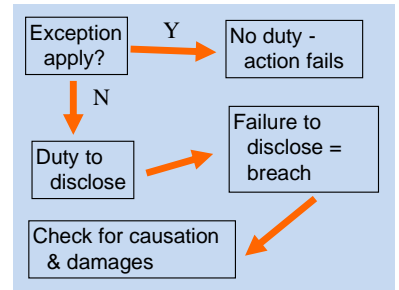 Exception
apply?
Y
No duty -
action fails
N
Duty to
disclose
Failure to
disclose =
breach
Check for causation
& damages